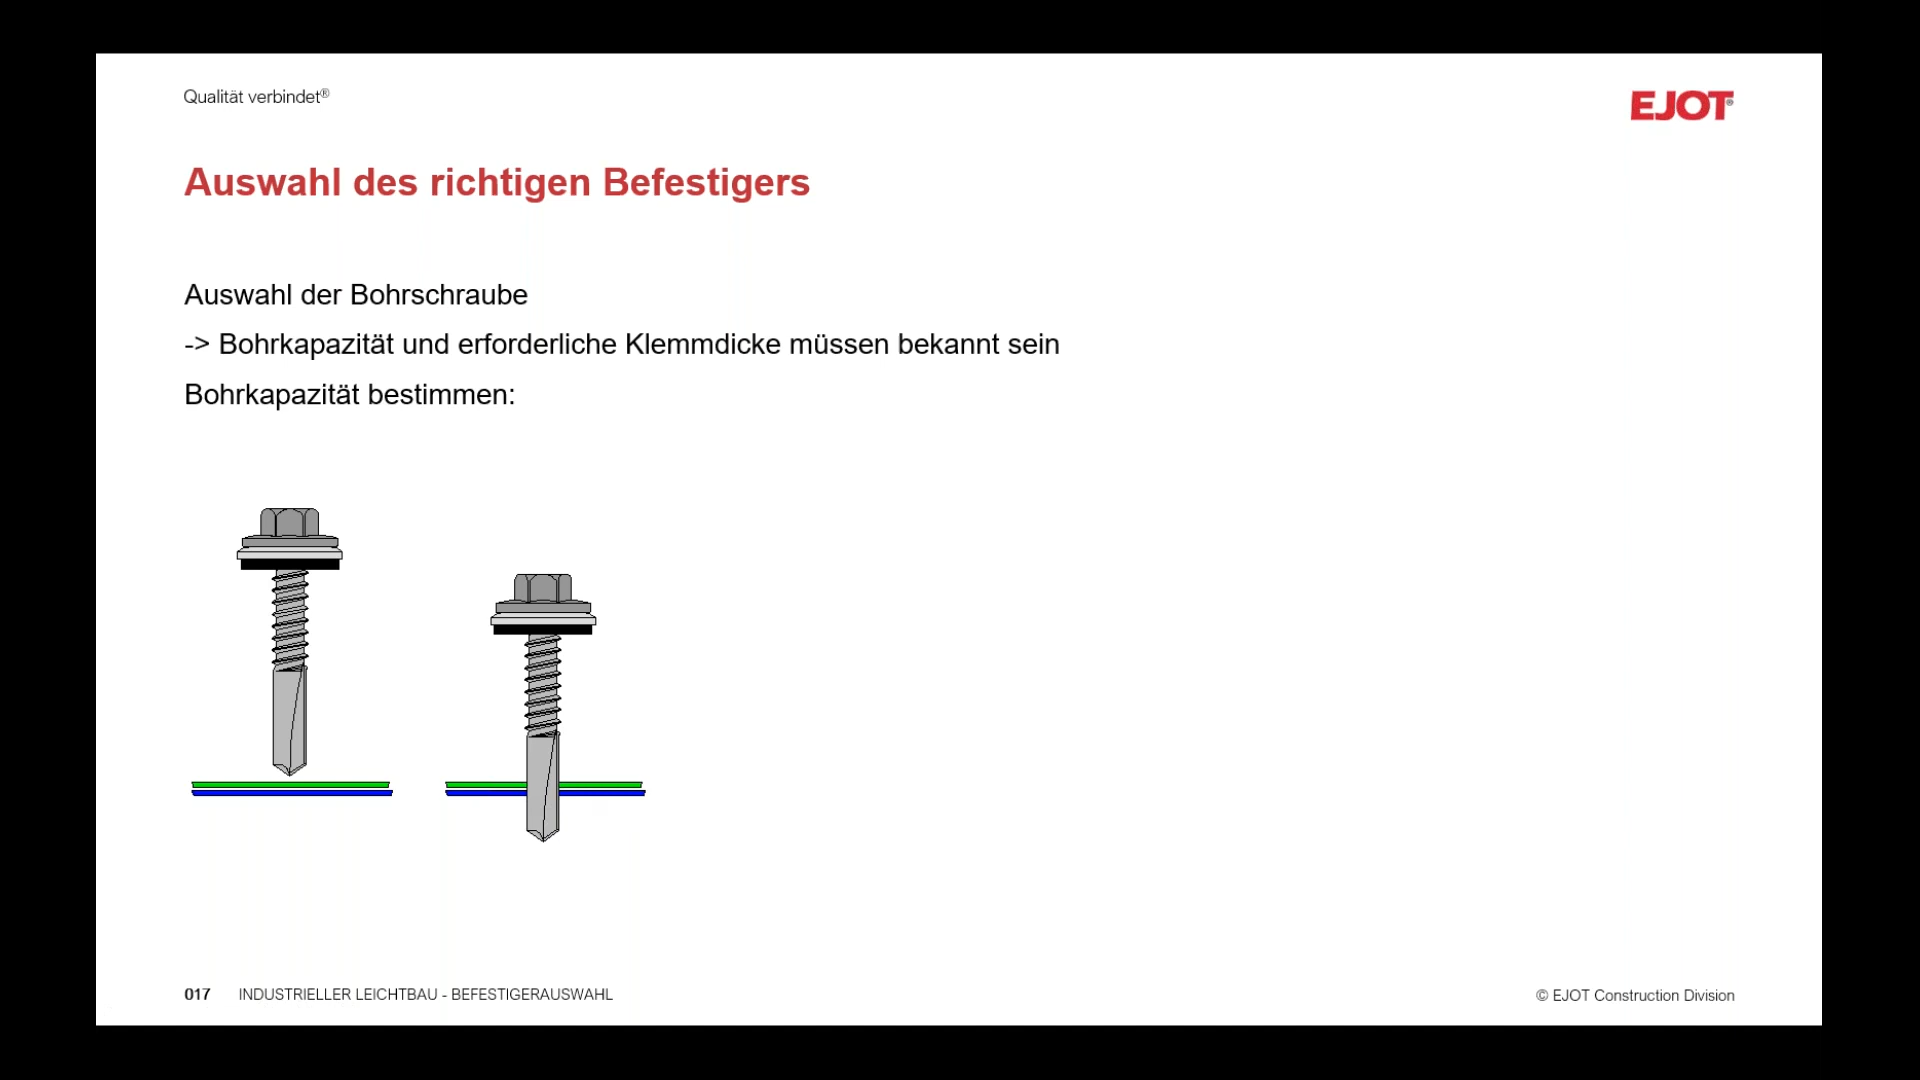 Qualität verbindet®
EJOT®
Auswahl des richtigen Befestigers
Auswahl der Bohrschraube
-> Bohrkapazität und erforderliche Klemmdicke müssen bekannt sein
Bohrkapazität bestimmen:
017 INDUSTRIELLER LEICHTBAU - BEFESTIGERAUSWAHL
© EJOT Construction Division